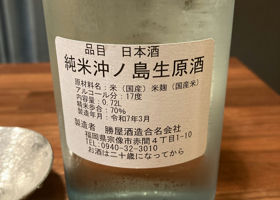 品目　日本酒
純米沖ノ島生原酒
原材料名：米（国産）米麹（国産米）
アルコール分：17度
内容量：0.72L
精米歩合：70%
製造年月：令和7年3月
製造者　勝屋酒造合名会社
福岡県宗像市赤間4丁目1-10
TEL：0940-32-3010
お酒は二十歳になってから